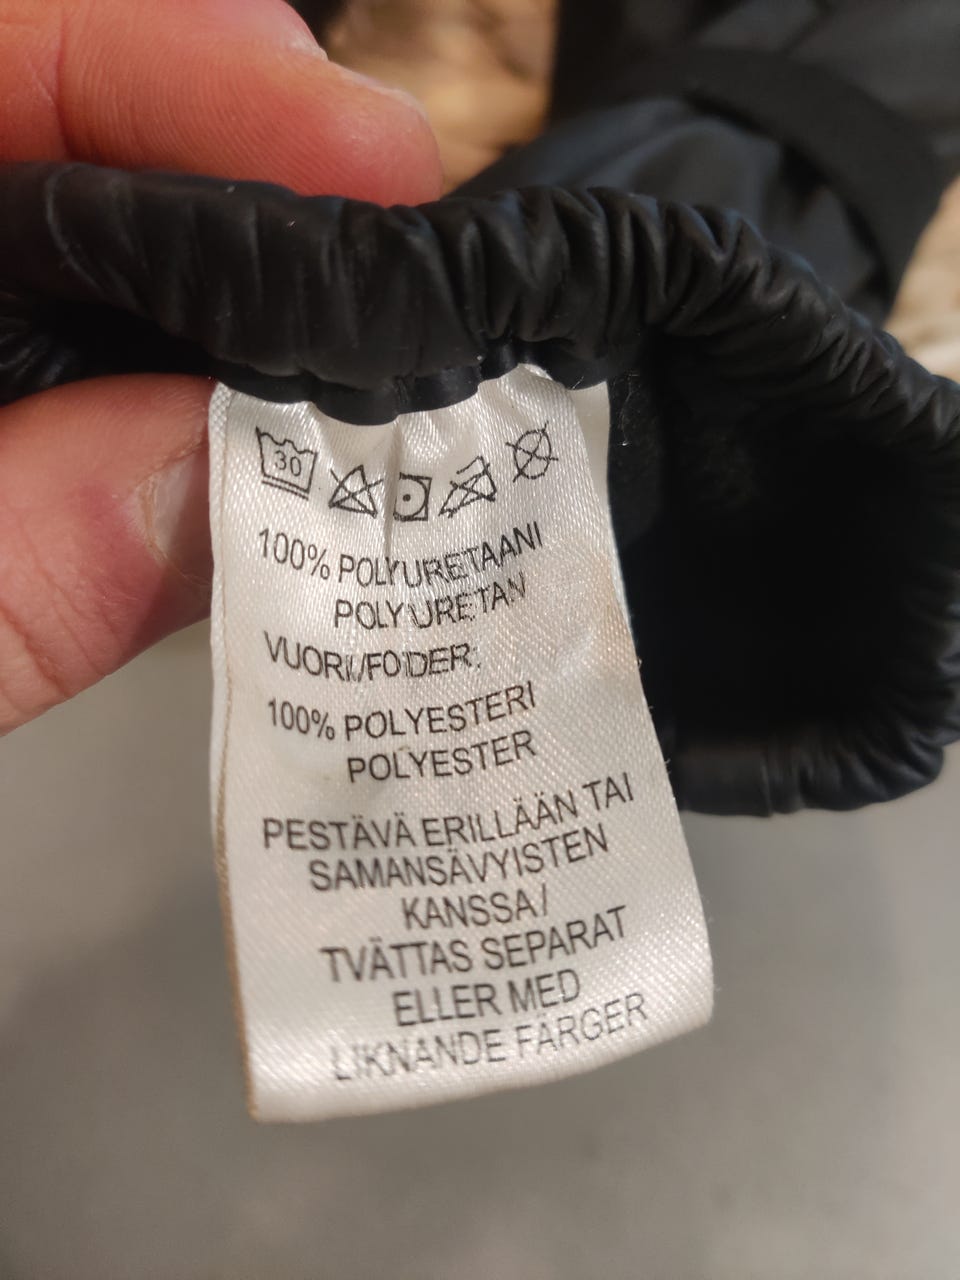 30
100% POLYURETAANI
POLYURETAN
VUORI/FODER:
100% POLYESTERI
POLYESTER
PESTÄVÄ ERILLÄÄN TAI
SAMANSÄVYISTEN
KANSSA/
TVÄTTAS SEPARAT
ELLER MED
LIKNANDE FÄRGER